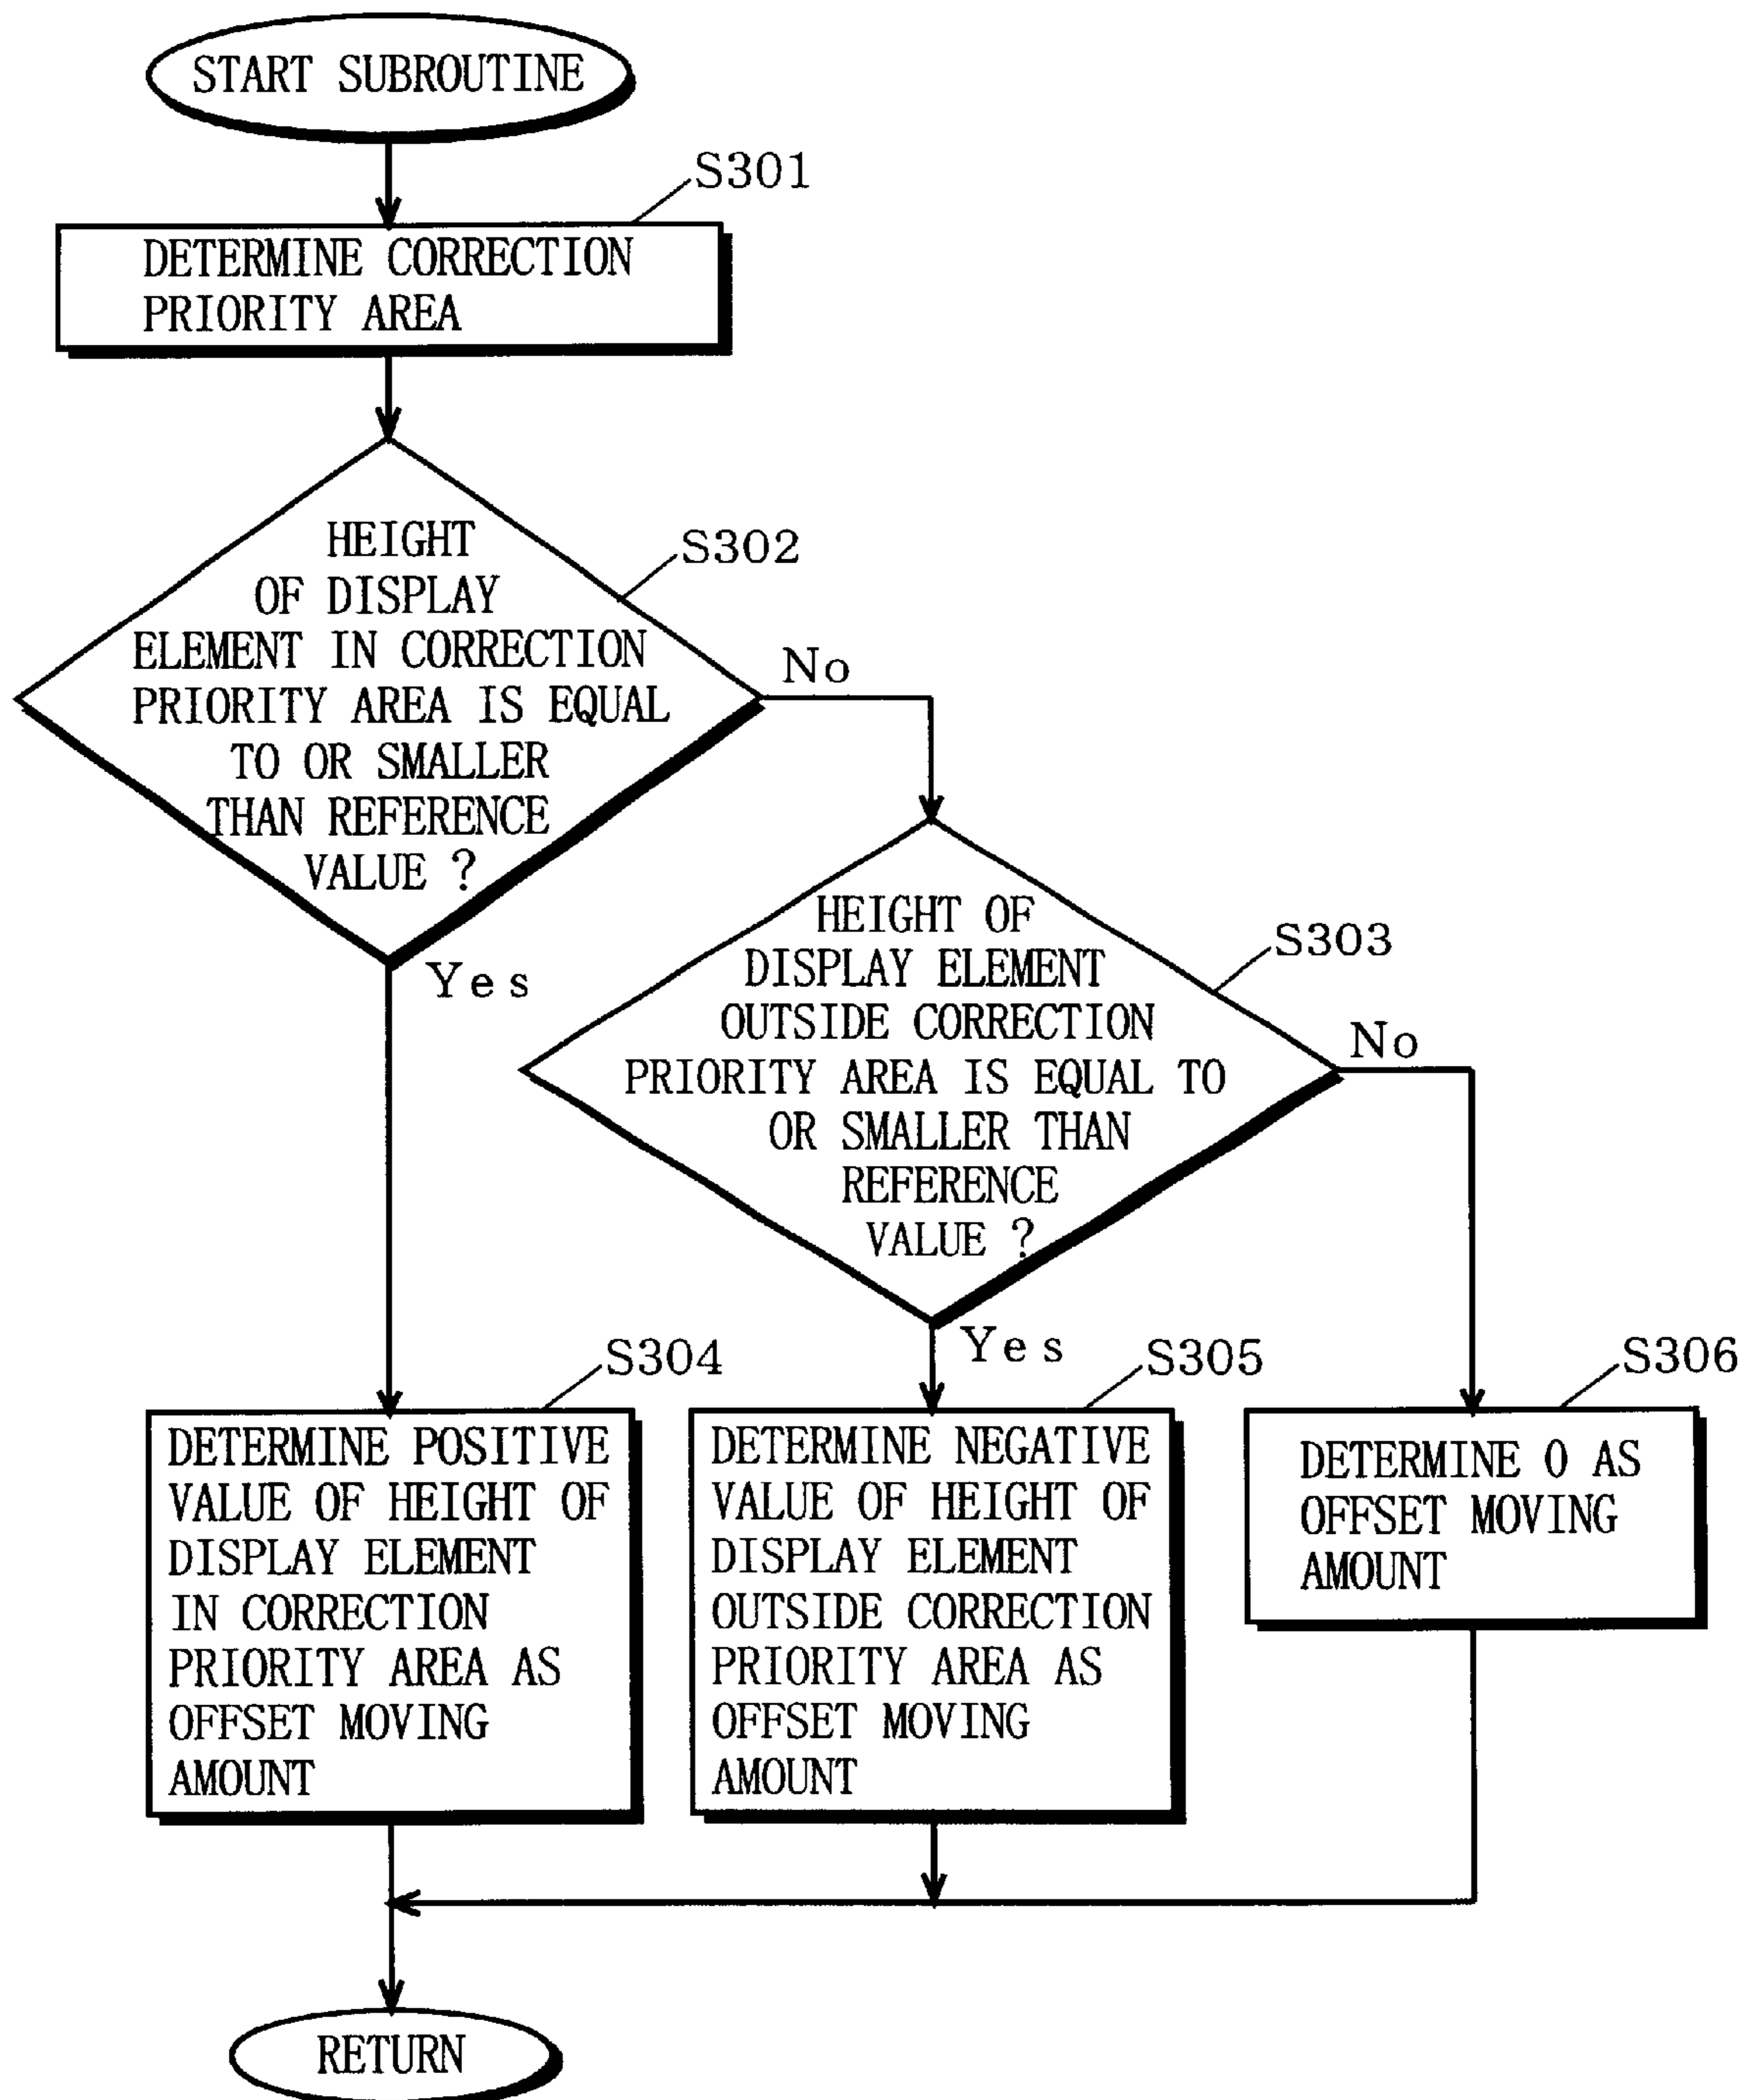 START SUBROUTINE
S301
DETERMINE CORRECTION
PRIORITY AREA
S302
HEIGHT
OF DISPLAY
ELEMENT IN CORRECTION
PRIORITY AREA IS EQUAL
TO OR SMALLER
THAN REFERENCE
VALUE ?
No
Yes
S303
HEIGHT OF
DISPLAY ELEMENT
OUTSIDE CORRECTION
PRIORITY AREA IS EQUAL TO
OR SMALLER THAN
REFERENCE
VALUE ?
No
Yes
S304
DETERMINE POSITIVE
VALUE OF HEIGHT OF
DISPLAY ELEMENT
IN CORRECTION
PRIORITY AREA AS
OFFSET MOVING
AMOUNT
S305
DETERMINE NEGATIVE
VALUE OF HEIGHT OF
DISPLAY ELEMENT
OUTSIDE CORRECTION
PRIORITY AREA AS
OFFSET MOVING
AMOUNT
S306
DETERMINE 0 AS
OFFSET MOVING
AMOUNT
RETURN